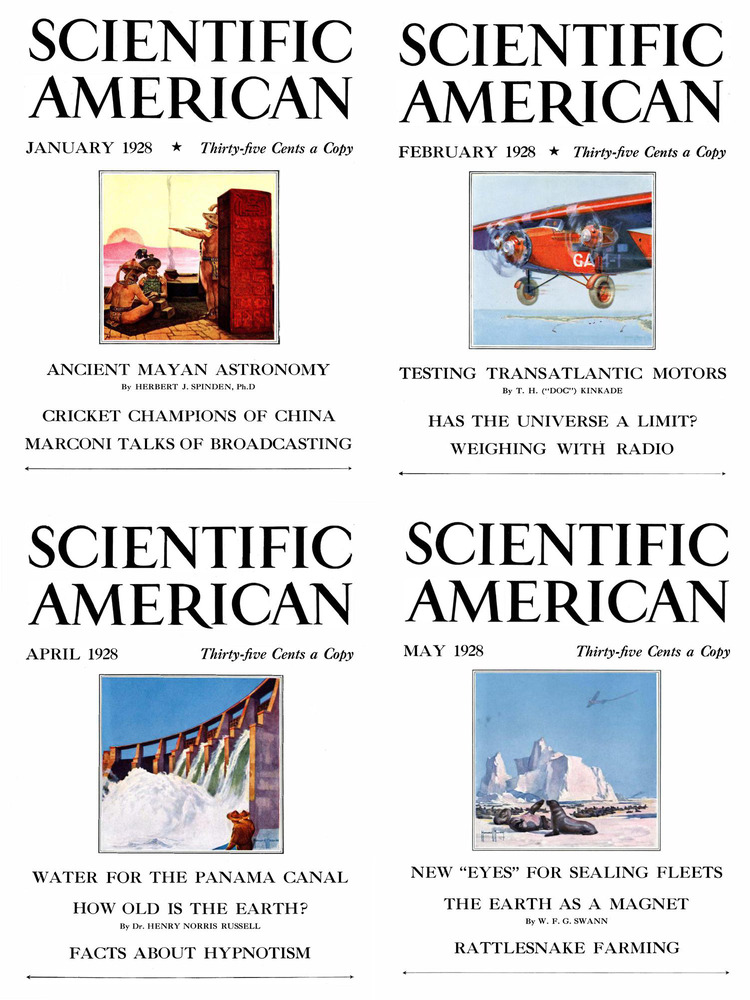 SCIENTIFIC
AMERICAN
JANUARY 1928 ★ Thirty-five Cents a Copy
ANCIENT MAYAN ASTRONOMY
By HERBERT J. SPINDEN, Ph.D
CRICKET CHAMPIONS OF CHINA
MARCONI TALKS OF BROADCASTING
SCIENTIFIC
AMERICAN
FEBRUARY 1928 ★ Thirty-five Cents a Copy
TESTING TRANSATLANTIC MOTORS
By T. H. ("DOC") KINKADE
HAS THE UNIVERSE A LIMIT?
WEIGHING WITH RADIO
SCIENTIFIC
AMERICAN
APRIL 1928 Thirty-five Cents a Copy
WATER FOR THE PANAMA CANAL
HOW OLD IS THE EARTH?
By Dr. HENRY NORRIS RUSSELL
FACTS ABOUT HYPNOTISM
SCIENTIFIC
AMERICAN
MAY 1928 Thirty-five Cents a Copy
NEW "EYES" FOR SEALING FLEETS
THE EARTH AS A MAGNET
By W. F. G. SWANN
RATTLESNAKE FARMING